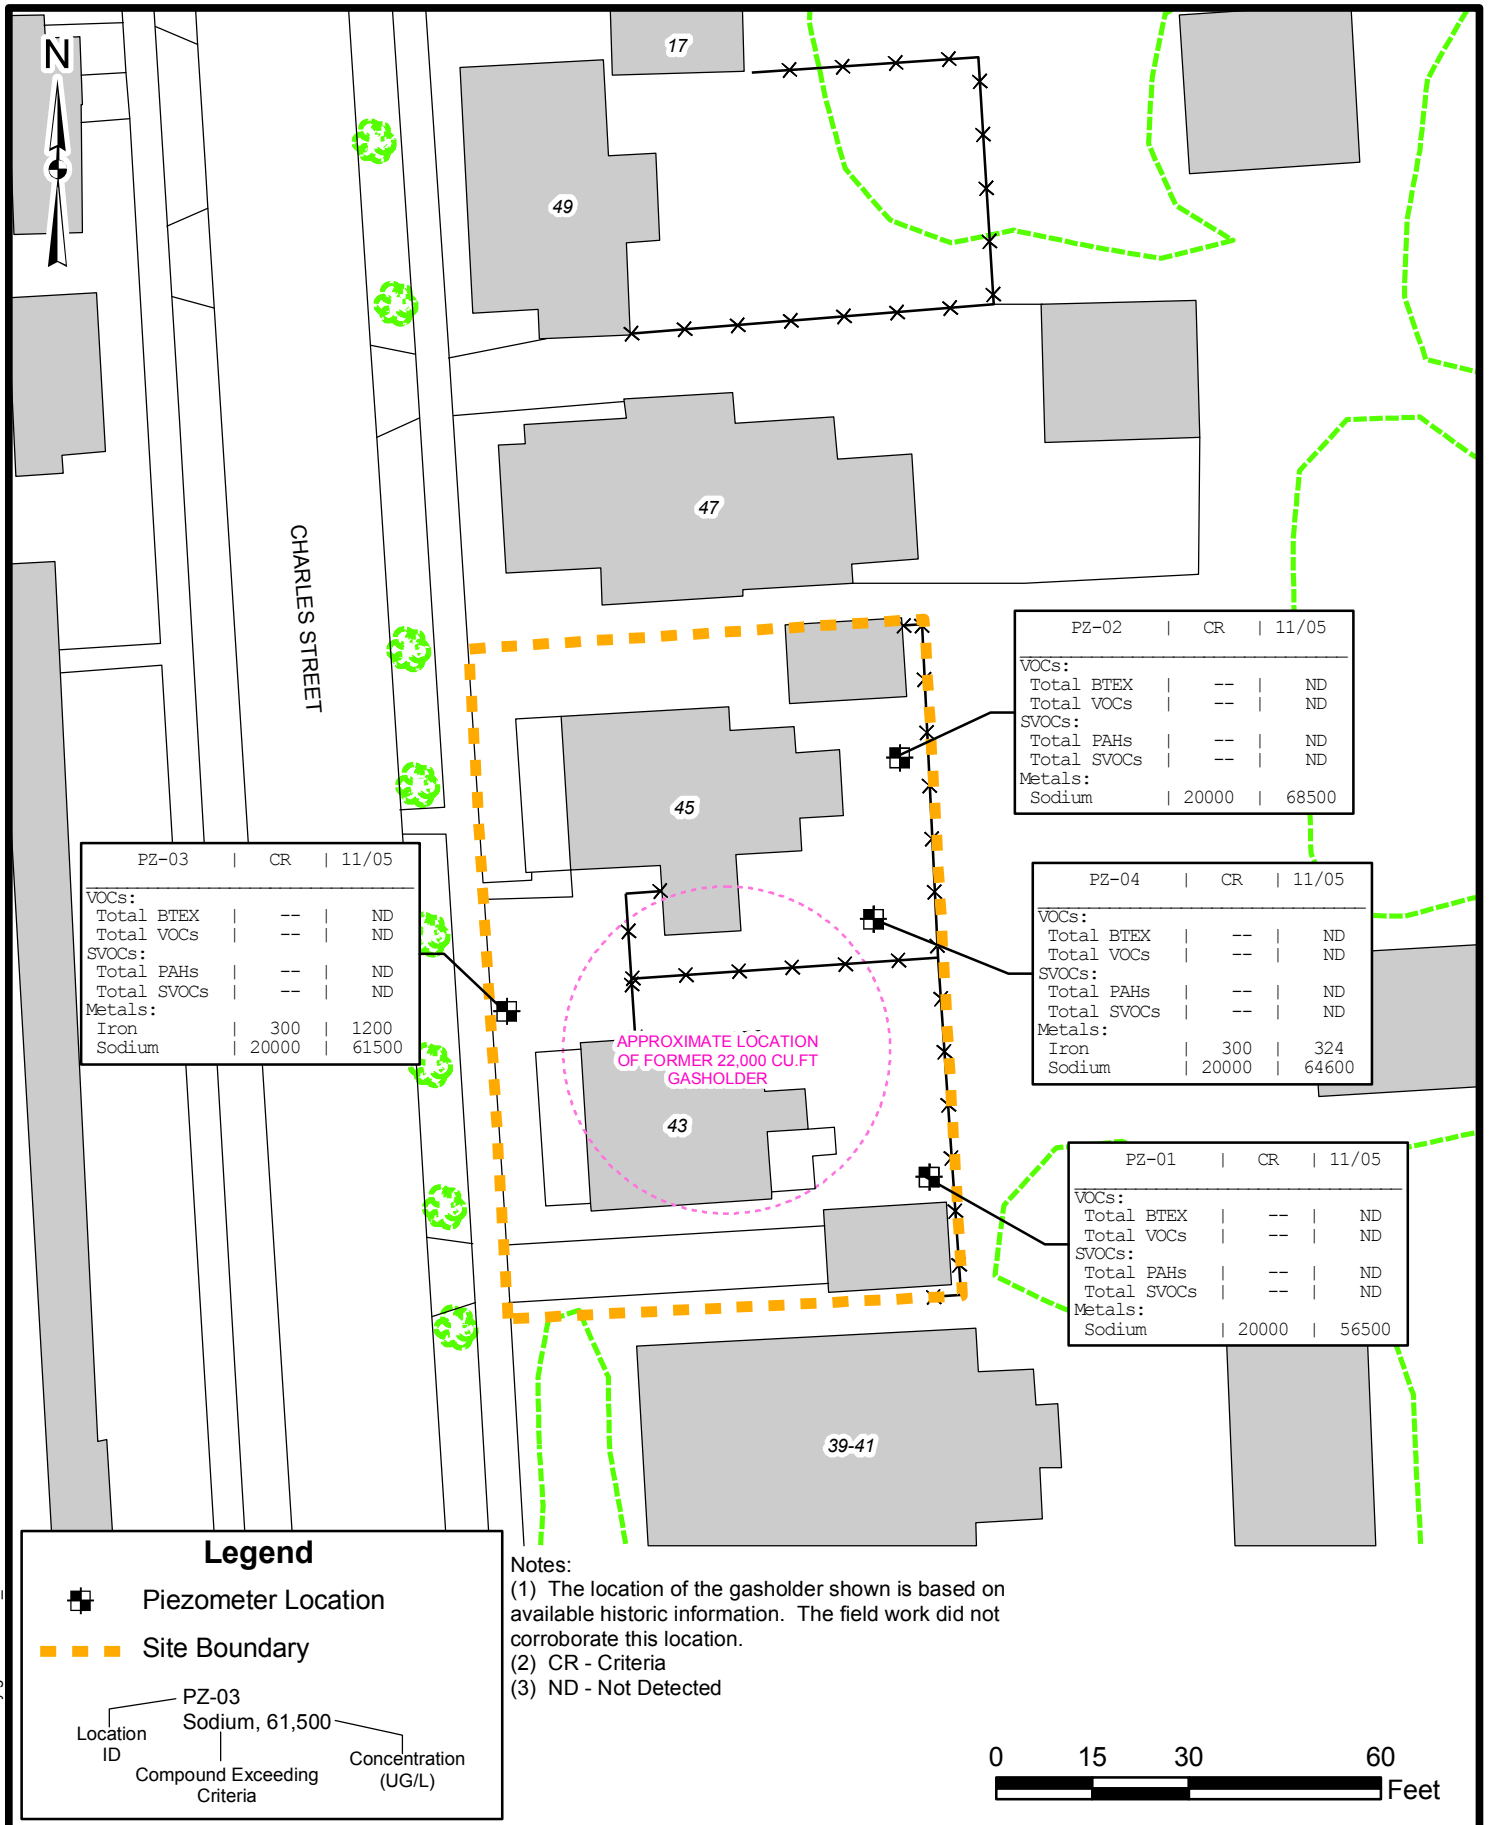 N
17
49
47
CHARLES STREET
PZ-02 | CR | 11/05
VOCs:
Total BTEX | -- | ND
Total VOCs | -- | ND
SVOCs:
Total PAHs | -- | ND
Total SVOCs | -- | ND
Metals:
Sodium | 20000 | 68500
45
PZ-03 | CR | 11/05
VOCs:
Total BTEX | -- | ND
Total VOCs | -- | ND
SVOCs:
Total PAHs | -- | ND
Total SVOCs | -- | ND
Metals:
Iron | 300 | 1200
Sodium | 20000 | 61500
PZ-04 | CR | 11/05
VOCs:
Total BTEX | -- | ND
Total VOCs | -- | ND
SVOCs:
Total PAHs | -- | ND
Total SVOCs | -- | ND
Metals:
Iron | 300 | 324
Sodium | 20000 | 64600
APPROXIMATE LOCATION
OF FORMER 22,000 CU.FT
GASHOLDER
43
PZ-01 | CR | 11/05
VOCs:
Total BTEX | -- | ND
Total VOCs | -- | ND
SVOCs:
Total PAHs | -- | ND
Total SVOCs | -- | ND
Metals:
Sodium | 20000 | 56500
39-41
Legend
Piezometer Location
Site Boundary
PZ-03
Sodium, 61,500
Location
ID
Compound Exceeding
Criteria
Concentration
(UG/L)
Notes:
(1) The location of the gasholder shown is based on
available historic information. The field work did not
corroborate this location.
(2) CR - Criteria
(3) ND - Not Detected
0 15 30 60
Feet